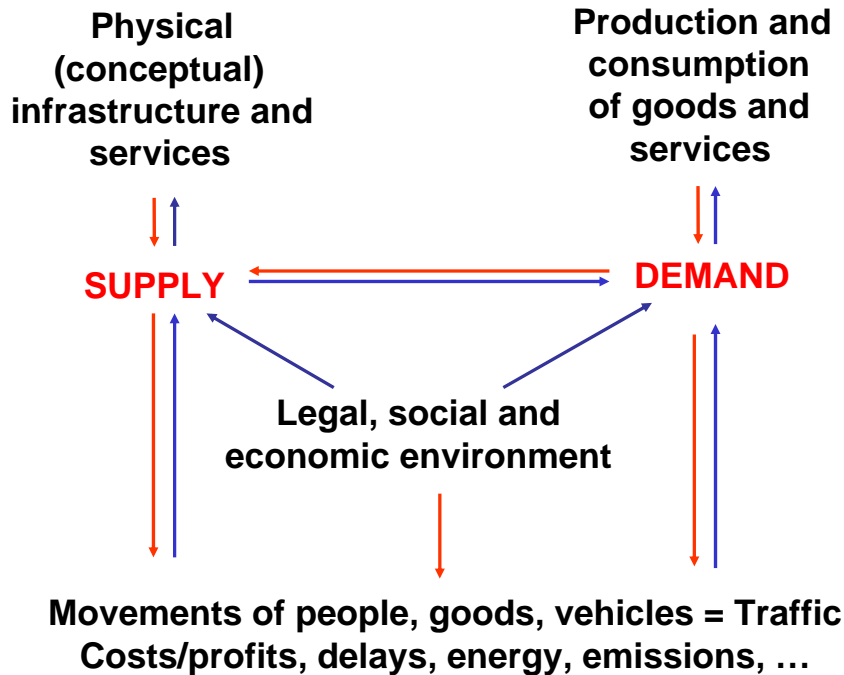 Physical
(conceptual)
infrastructure and
services
Production and
consumption
of goods and
services
SUPPLY
DEMAND
Legal, social and
economic environment
Movements of people, goods, vehicles = Traffic
Costs/profits, delays, energy, emissions, …